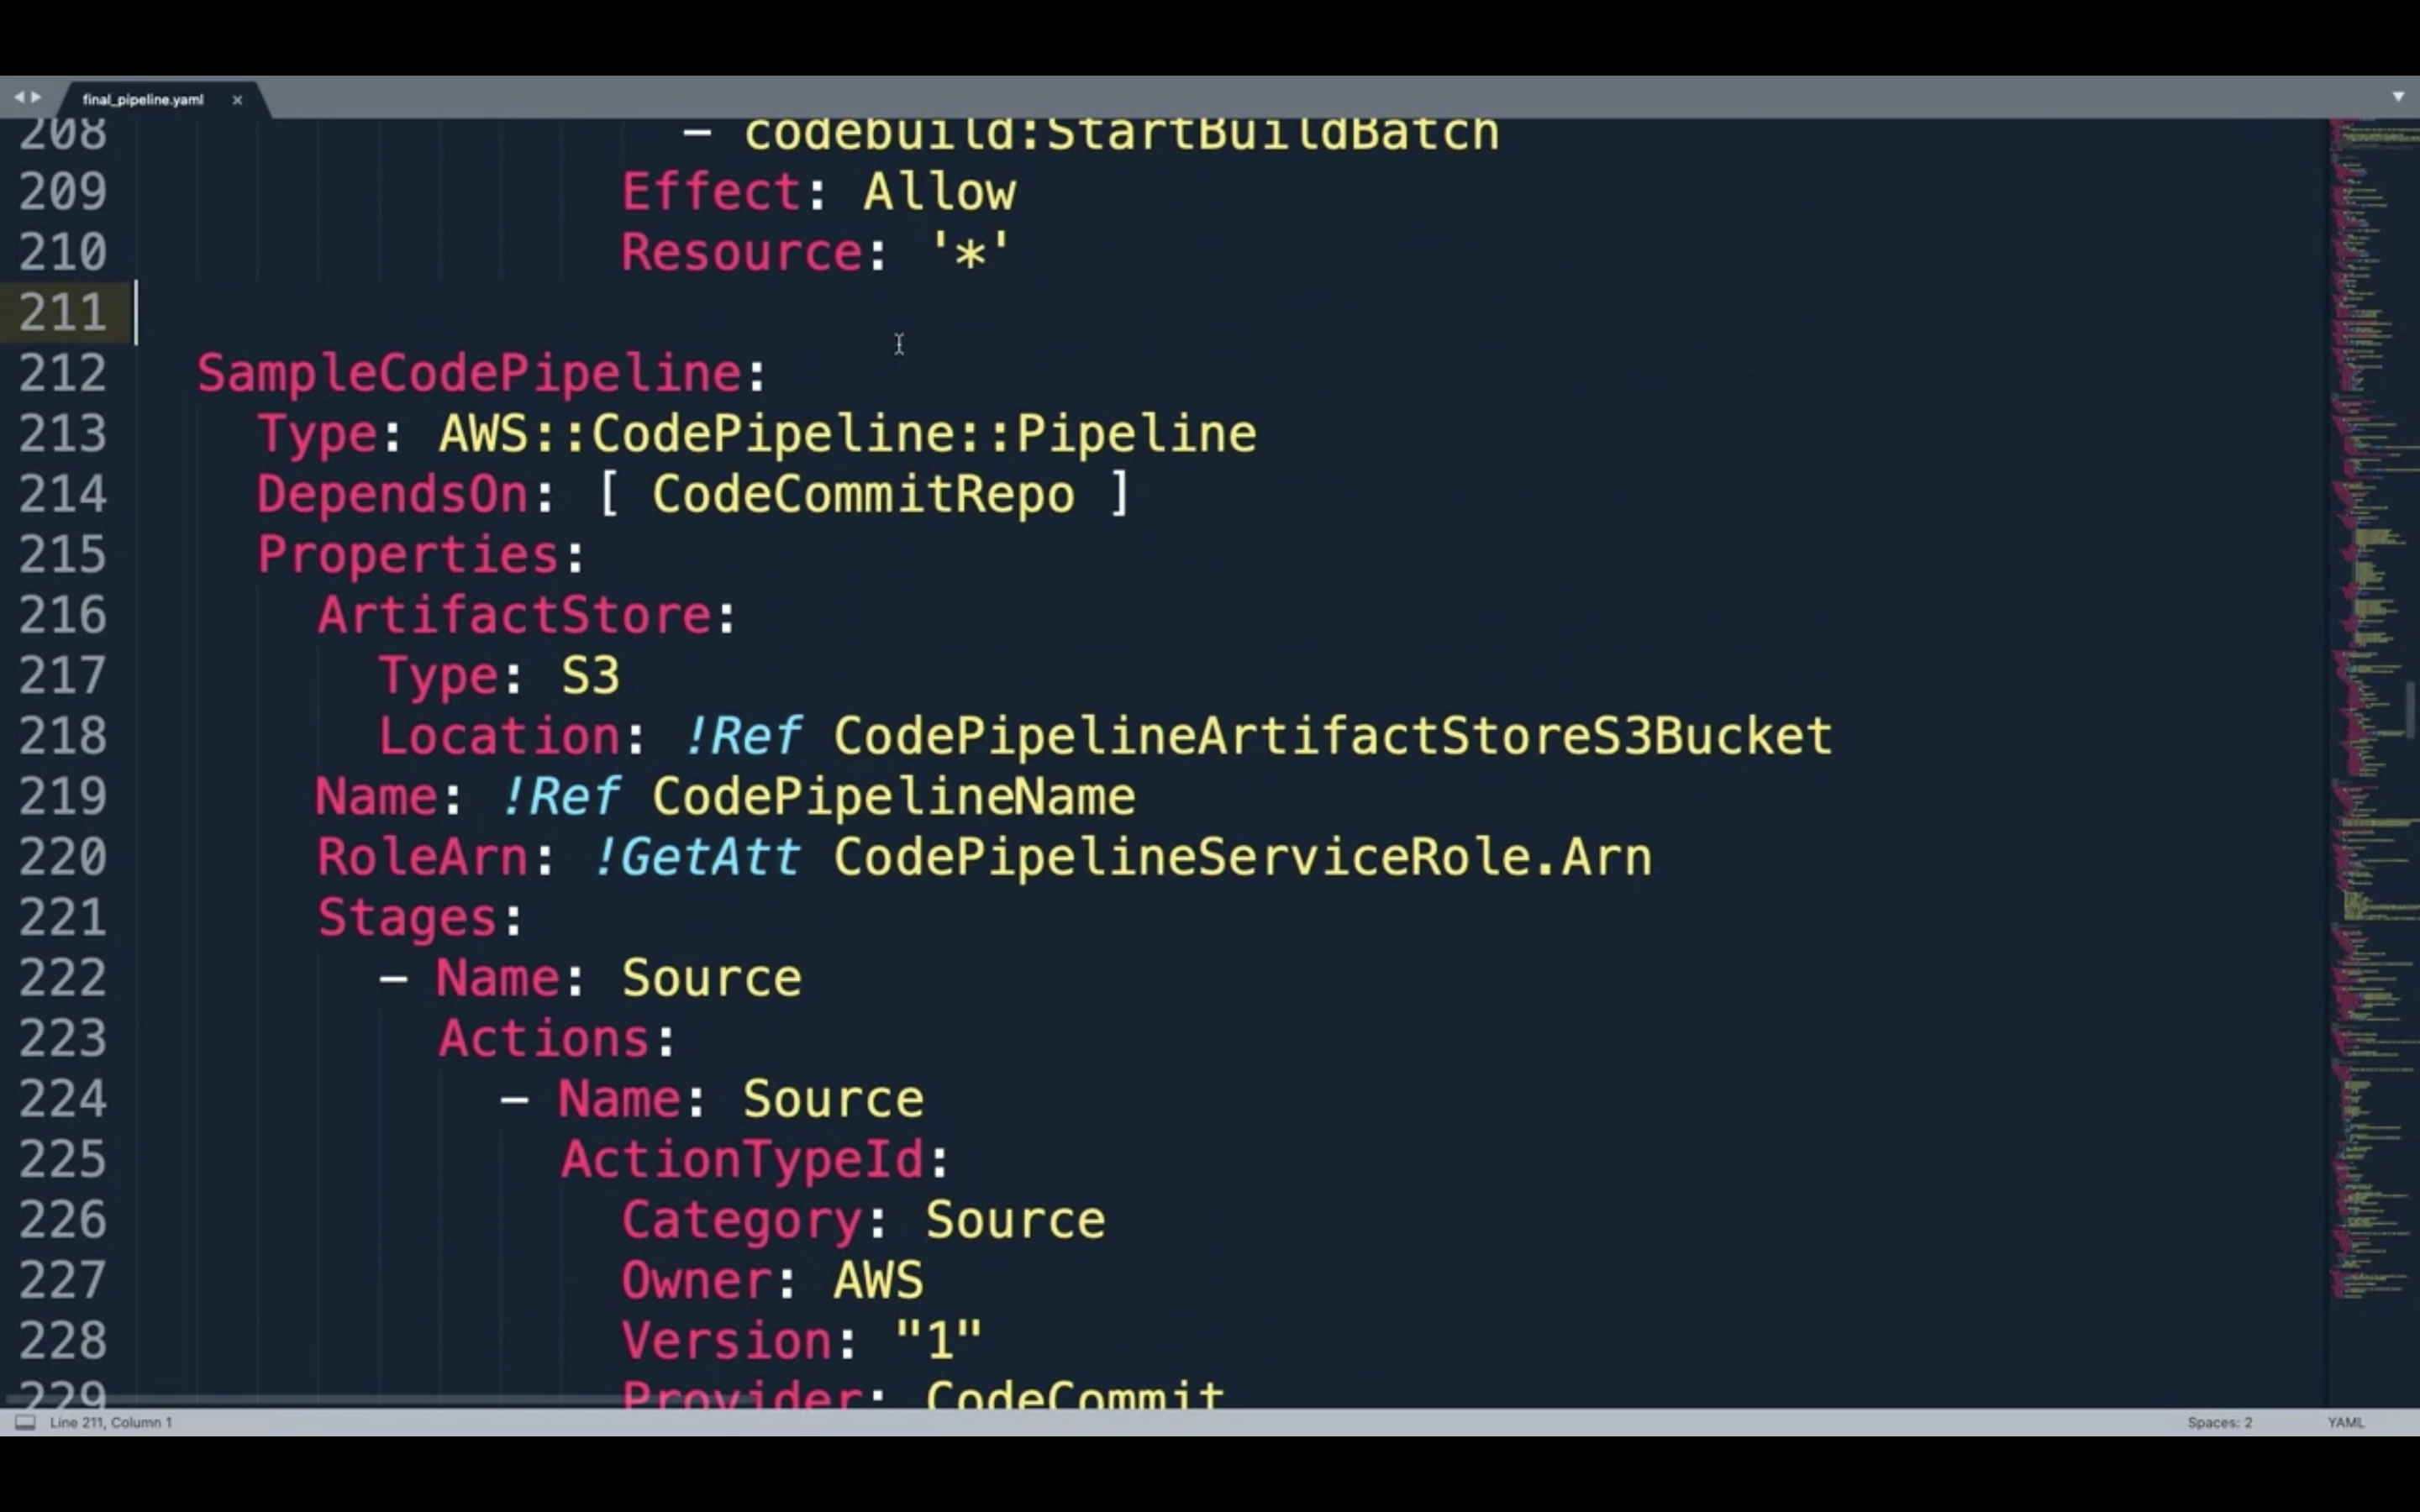 final_pipeline.yaml ×
208 - codebuild:StartBuildBatch
209 Effect: Allow
210 Resource: '*'
211
212 SampleCodePipeline:
213 Type: AWS::CodePipeline::Pipeline
214 DependsOn: [ CodeCommitRepo ]
215 Properties:
216 ArtifactStore:
217 Type: S3
218 Location: !Ref CodePipelineArtifactStoreS3Bucket
219 Name: !Ref CodePipelineName
220 RoleArn: !GetAtt CodePipelineServiceRole.Arn
221 Stages:
222 - Name: Source
223 Actions:
224 - Name: Source
225 ActionTypeId:
226 Category: Source
227 Owner: AWS
228 Version: "1"
229 Provider: CodeCommit
Line 211, Column 1 Spaces: 2 YAML